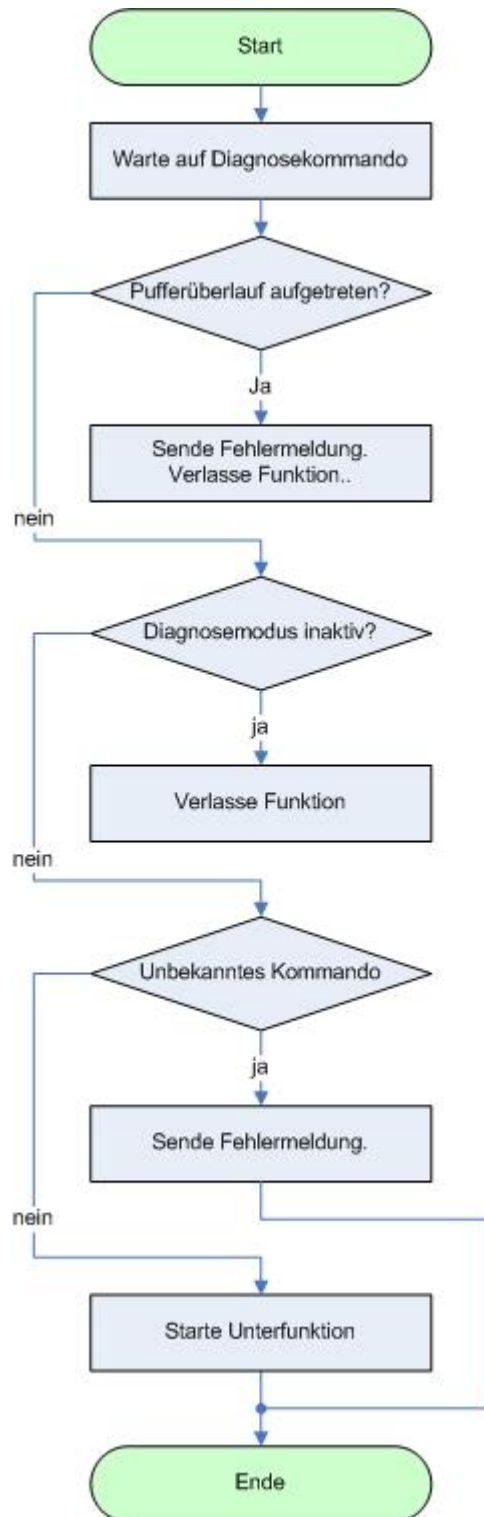 Start
Warte auf Diagnosekommando
Pufferüberlauf aufgetreten?
Ja
Sende Fehlermeldung.
Verlasse Funktion..
nein
Diagnosemodus inaktiv?
ja
Verlasse Funktion
nein
Unbekanntes Kommando
ja
Sende Fehlermeldung.
nein
Starte Unterfunktion
Ende